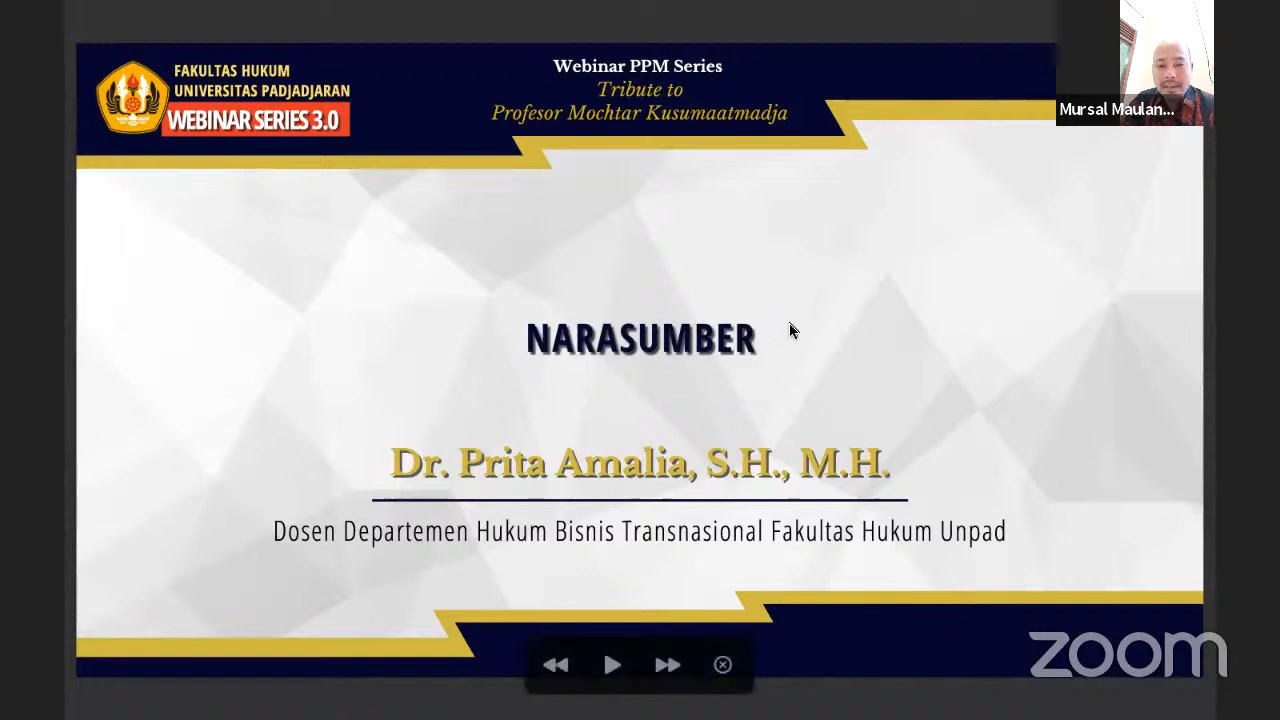 FAKULTAS HUKUM
UNIVERSITAS PADJADJARAN
WEBINAR SERIES 3.0
Webinar PPM Series
Tribute to
Profesor Mochtar Kusumaatmadja
Mursal Maulan...
NARASUMBER
Dr. Prita Amalia, S.H., M.H.
Dosen Departemen Hukum Bisnis Transnasional Fakultas Hukum Unpad
zoom